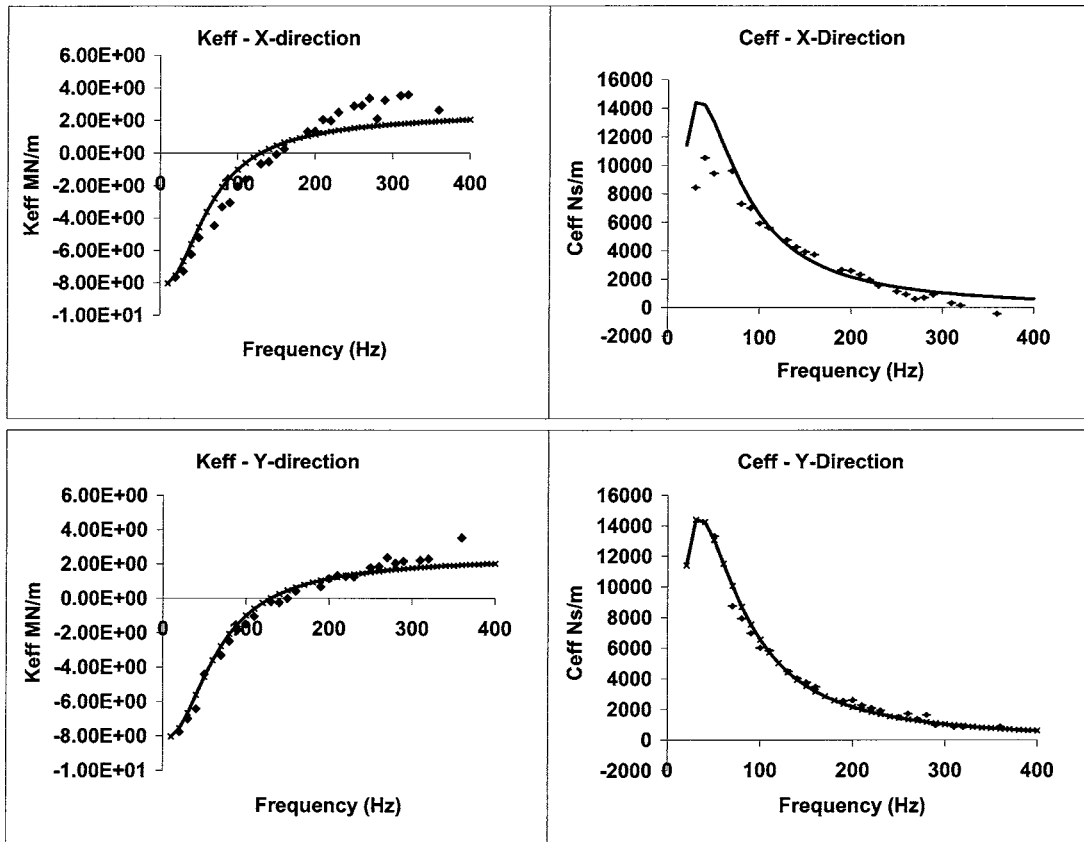 Keff - X-direction
6.00E+00
4.00E+00
2.00E+00
0.00E+00
-2.00E+00
-4.00E+00
-6.00E+00
-8.00E+00
-1.00E+01
Keff MN/m
0 100 200 300 400
Frequency (Hz)
Ceff - X-Direction
16000
14000
12000
10000
8000
6000
4000
2000
0
-2000
Ceff Ns/m
0 100 200 300 400
Frequency (Hz)
Keff - Y-direction
6.00E+00
4.00E+00
2.00E+00
0.00E+00
-2.00E+00
-4.00E+00
-6.00E+00
-8.00E+00
-1.00E+01
Keff MN/m
0 100 200 300 400
Frequency (Hz)
Ceff - Y-Direction
16000
14000
12000
10000
8000
6000
4000
2000
0
-2000
Ceff Ns/m
0 100 200 300 400
Frequency (Hz)